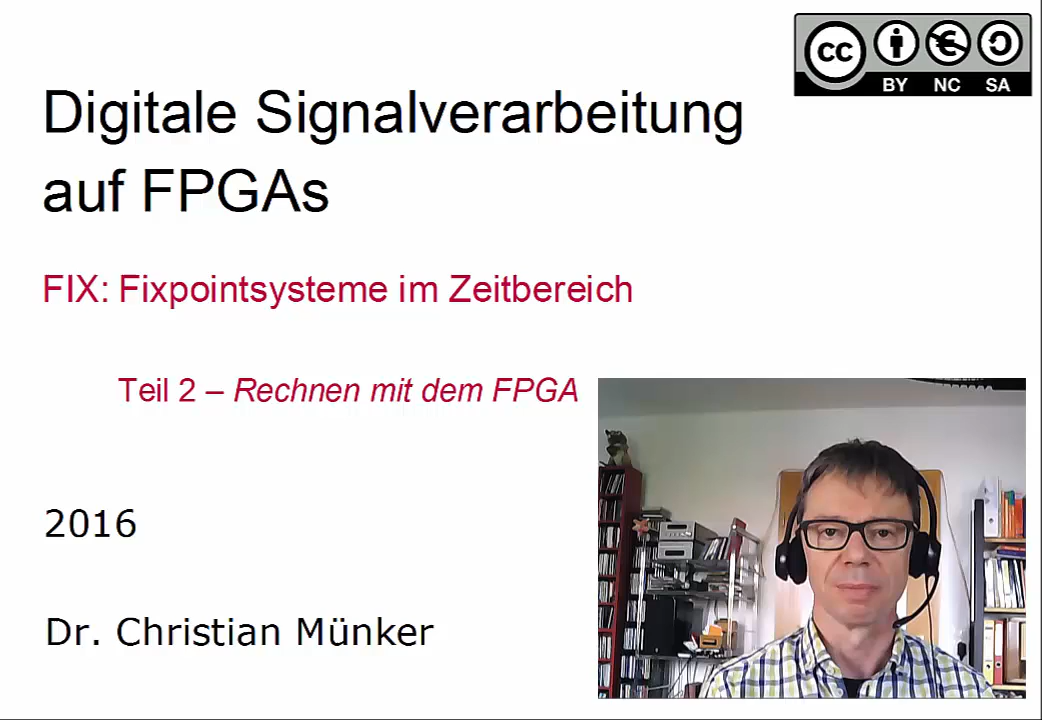 cc
BY NC SA
Digitale Signalverarbeitung
auf FPGAs
FIX: Fixpointsysteme im Zeitbereich
Teil 2 – Rechnen mit dem FPGA
2016
Dr. Christian Münker